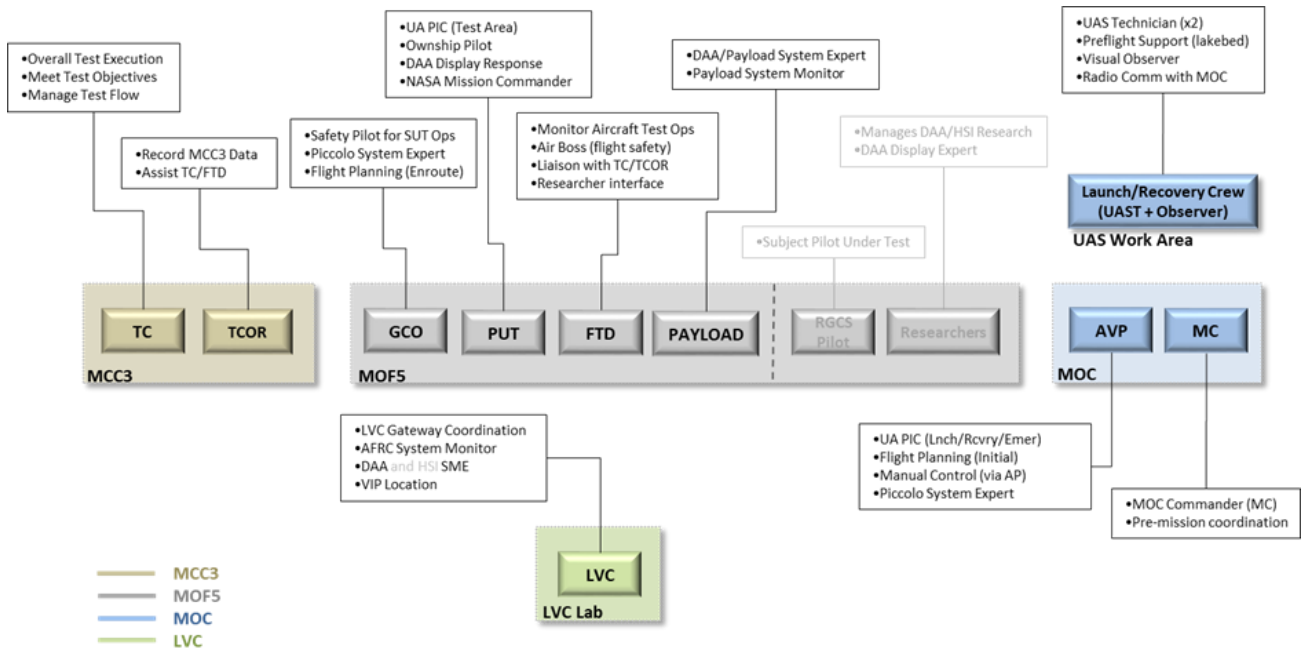 •Overall Test Execution
•Meet Test Objectives
•Manage Test Flow
•Record MCC3 Data
•Assist TC/FTD
•UA PIC (Test Area)
•Ownship Pilot
•DAA Display Response
•NASA Mission Commander
•Safety Pilot for SUT Ops
•Piccolo System Expert
•Flight Planning (Enroute)
•Monitor Aircraft Test Ops
•Air Boss (flight safety)
•Liaison with TC/TCOR
•Researcher interface
•DAA/Payload System Expert
•Payload System Monitor
•Manages DAA/HSI Research
•DAA Display Expert
•Subject Pilot Under Test
•UAS Technician (x2)
•Preflight Support (lakebed)
•Visual Observer
•Radio Comm with MOC
Launch/Recovery Crew
(UAST + Observer)
UAS Work Area
TC
TCOR
MCC3
GCO
PUT
FTD
PAYLOAD
RGCS
Pilot
Researchers
MOF5
AVP
MC
MOC
•LVC Gateway Coordination
•AFRC System Monitor
•DAA and HSI SME
•VIP Location
LVC
LVC Lab
•UA PIC (Lnch/Rcvry/Emer)
•Flight Planning (Initial)
•Manual Control (via AP)
•Piccolo System Expert
•MOC Commander (MC)
•Pre-mission coordination
MCC3
MOF5
MOC
LVC